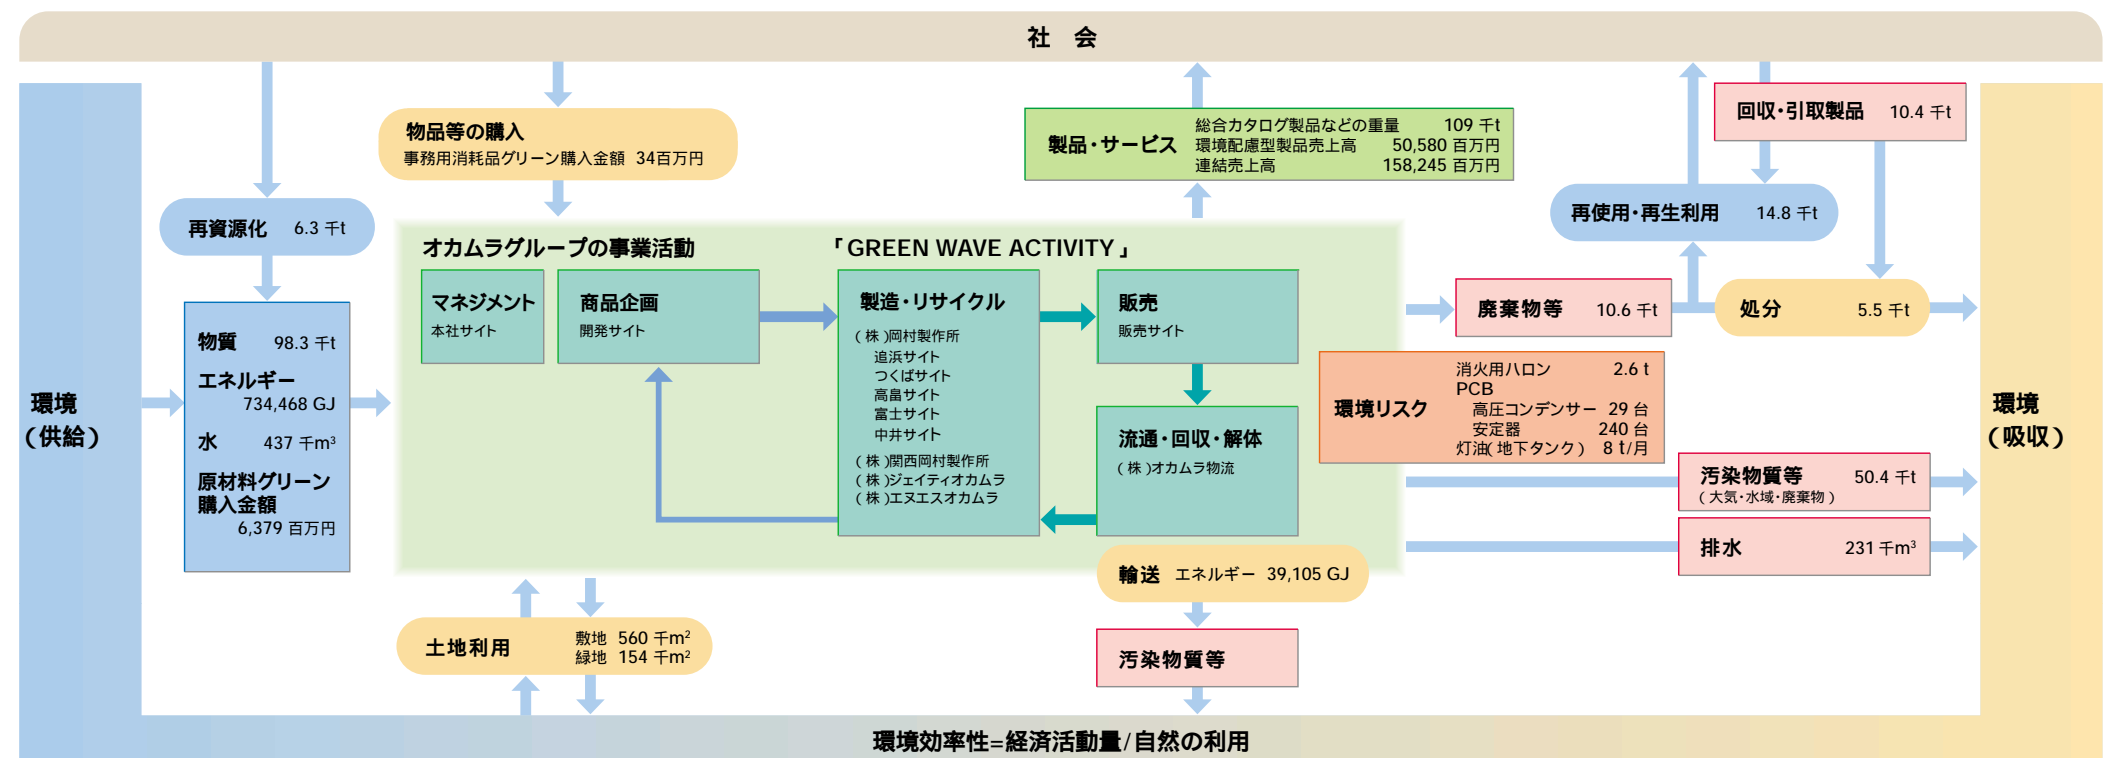 社 会
環境
（供給）
再資源化 6.3 千t
物質 98.3 千t
エネルギー
734,468 GJ
水 437 千m³
原材料グリーン
購入金額
6,379 百万円
物品等の購入
事務用消耗品グリーン購入金額 34百万円
オカムラグループの事業活動 「GREEN WAVE ACTIVITY」
マネジメント
本社サイト
商品企画
開発サイト
製造・リサイクル
（株）岡村製作所
追浜サイト
つくばサイト
高畠サイト
富士サイト
中井サイト
（株）関西岡村製作所
（株）ジェイティオカムラ
（株）エヌエスオカムラ
販売
販売サイト
流通・回収・解体
（株）オカムラ物流
製品・サービス
総合カタログ製品などの重量 109 千t
環境配慮型製品売上高 50,580 百万円
連結売上高 158,245 百万円
回収・引取製品 10.4 千t
再使用・再生利用 14.8 千t
廃棄物等 10.6 千t
処分 5.5 千t
環境リスク
消火用ハロン 2.6 t
PCB
高圧コンデンサー 29 台
安定器 240 台
灯油（地下タンク） 8 t/月
汚染物質等 50.4 千t
（大気・水域・廃棄物）
排水 231 千m³
輸送 エネルギー 39,105 GJ
汚染物質等
土地利用
敷地 560 千m²
緑地 154 千m²
環境
（吸収）
環境効率性=経済活動量/自然の利用